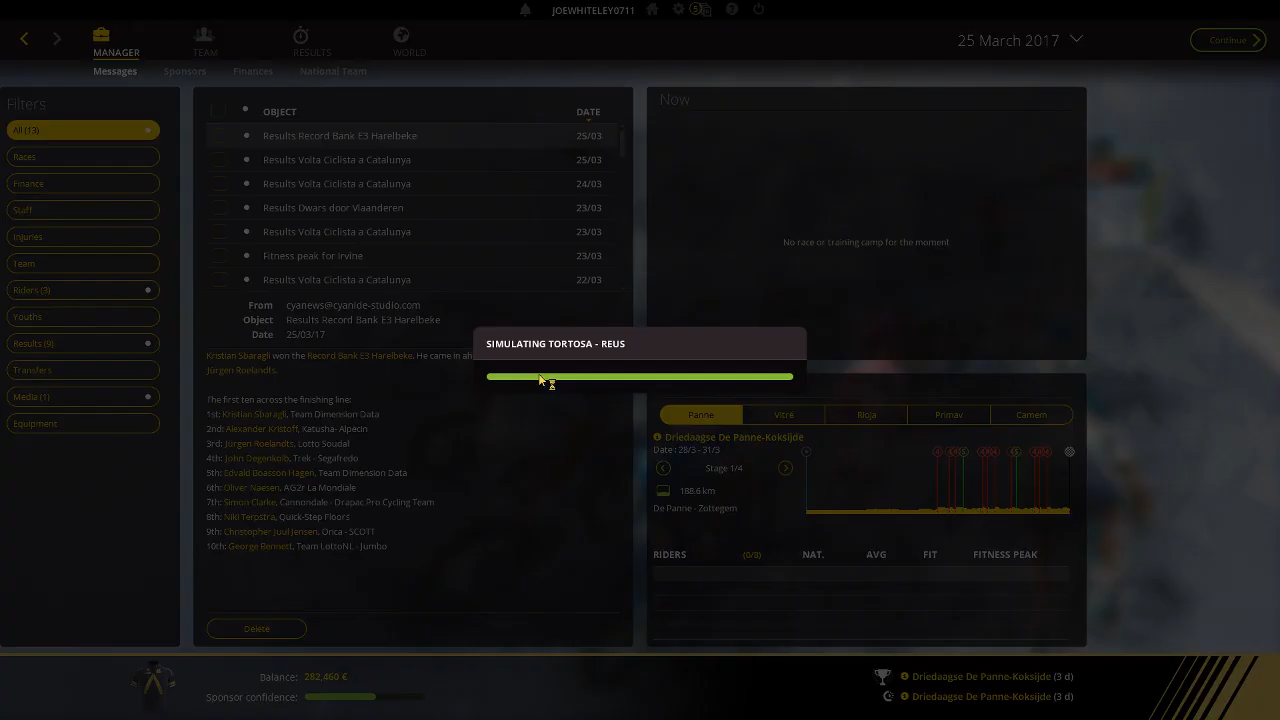 JOEWHITELEY0711
5
MANAGER
TEAM
RESULTS
WORLD
25 March 2017
Continue
Messages
Sponsors
Finances
National Team
Filters
All (13)
Races
Finance
Staff
Injuries
Team
Riders (3)
Youths
Results (9)
Transfers
Media (1)
Equipment
OBJECT
DATE
Results Record Bank E3 Harelbeke 25/03
Results Volta Ciclista a Catalunya 25/03
Results Volta Ciclista a Catalunya 24/03
Results Dwars door Vlaanderen 23/03
Results Volta Ciclista a Catalunya 23/03
Fitness peak for Irvine 23/03
Results Volta Ciclista a Catalunya 22/03
From cyanews@cyanide-studio.com
Object Results Record Bank E3 Harelbeke
Date 25/03/17
Kristian Sbaragli won the Record Bank E3 Harelbeke. He came in ah
Jürgen Roelandts.
The first ten across the finishing line:
1st: Kristian Sbaragli, Team Dimension Data
2nd: Alexander Kristoff, Katusha-Alpécin
3rd: Jürgen Roelandts, Lotto Soudal
4th: John Degenkolb, Trek - Segafredo
5th: Edvald Boasson Hagen, Team Dimension Data
6th: Oliver Naesen, AG2r La Mondiale
7th: Simon Clarke, Cannondale - Drapac Pro Cycling Team
8th: Niki Terpstra, Quick-Step Floors
9th: Christopher Juul Jensen, Orica - SCOTT
10th: George Bennett, Team LottoNL - Jumbo
Delete
SIMULATING TORTOSA - REUS
Now
No race or training camp for the moment
Panne
Vitré
Rioja
Primav
Camem
Driedaagse De Panne-Koksijde
Date : 28/3 - 31/3
Stage 1/4
188.6 km
De Panne - Zottegem
RIDERS (0/8) NAT. AVG FIT FITNESS PEAK
Balance: 282,460 €
Sponsor confidence:
Driedaagse De Panne-Koksijde (3 d)
Driedaagse De Panne-Koksijde (3 d)